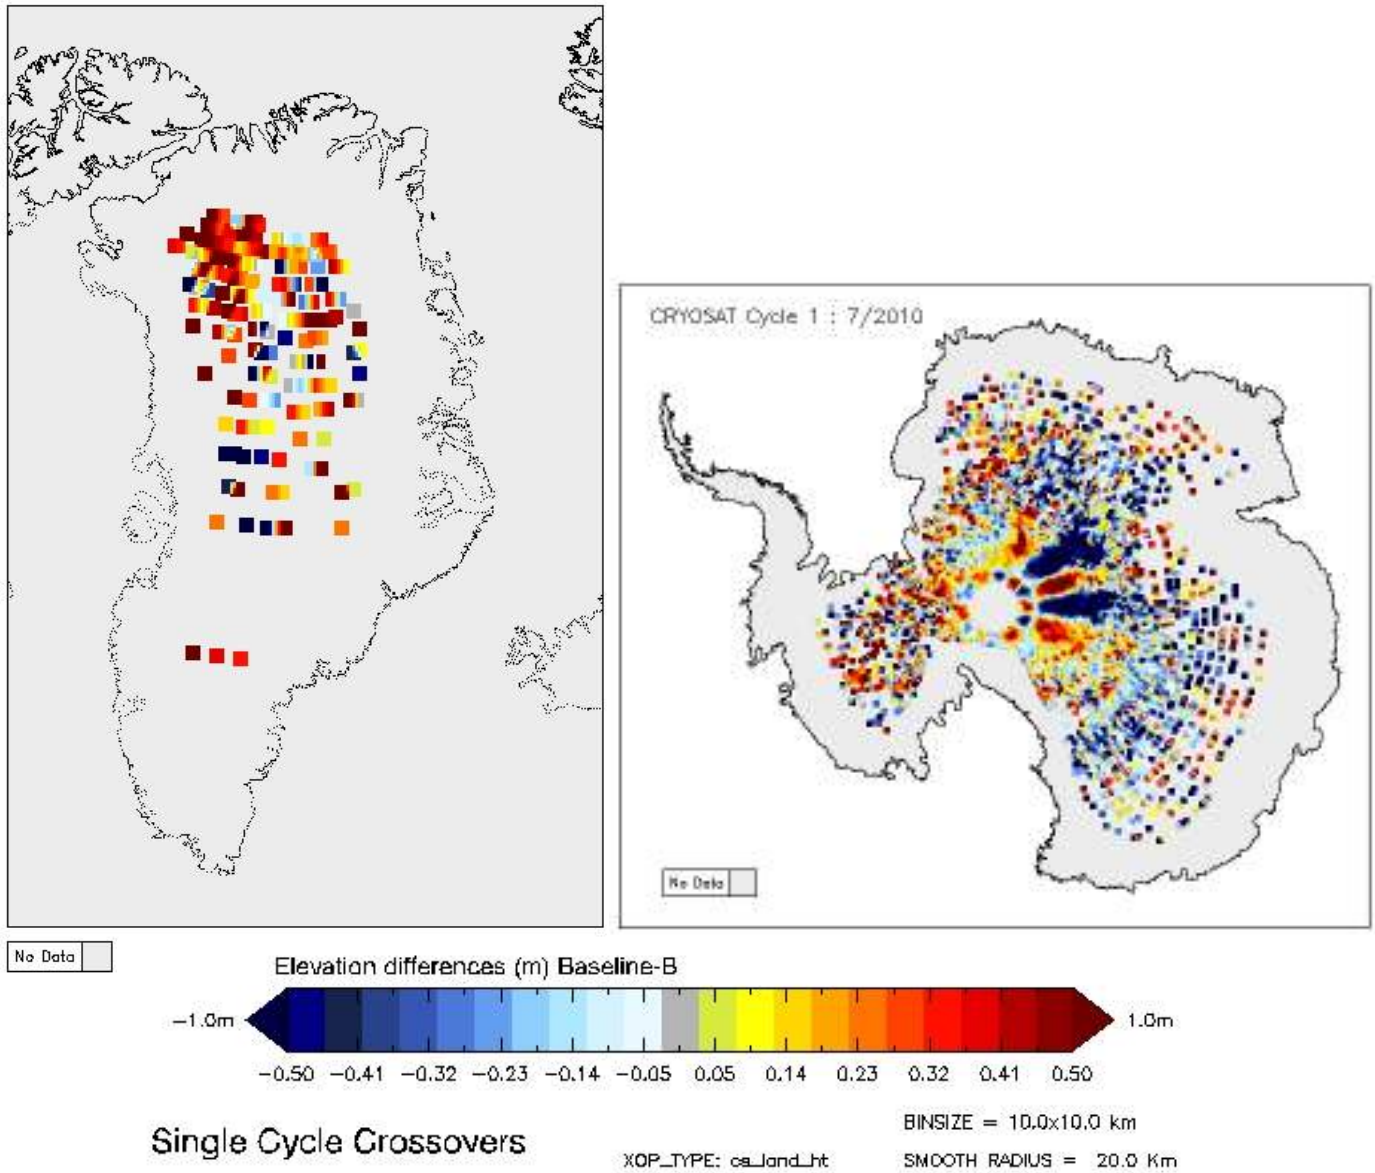 CRYOSAT Cycle 1 : 7/2010
No Data
No Data
Elevation differences (m) Baseline-B
-1.0m
1.0m
-0.50 -0.41 -0.32 -0.23 -0.14 -0.05 0.05 0.14 0.23 0.32 0.41 0.50
BINSIZE = 10.0x10.0 km
Single Cycle Crossovers
XOP_TYPE: cs_land_ht
SMOOTH RADIUS = 20.0 Km